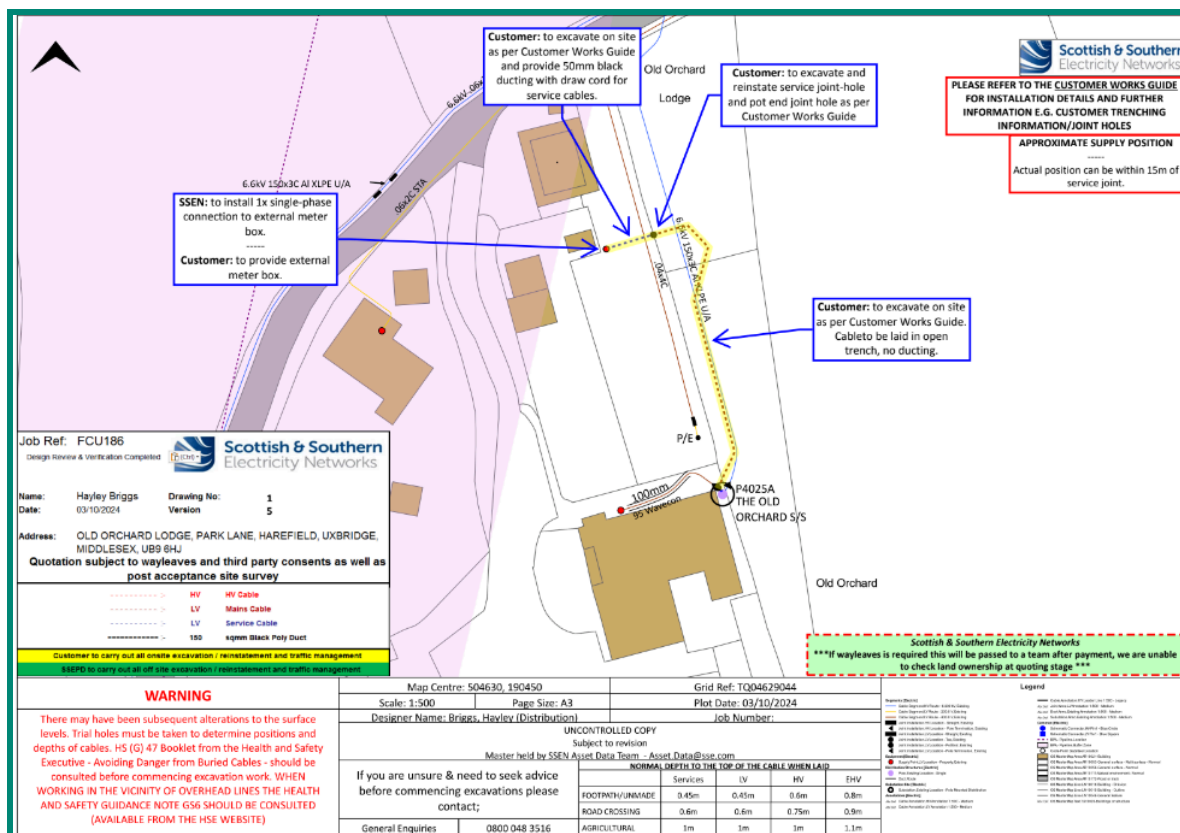 Customer: to excavate on site
as per Customer Works Guide
and provide 50mm black
ducting with draw cord for
service cables.
Old Orchard
Lodge
Customer: to excavate and
reinstate service joint-hole
and pot end joint hole as per
Customer Works Guide
Scottish & Southern
Electricity Networks
PLEASE REFER TO THE CUSTOMER WORKS GUIDE
FOR INSTALLATION DETAILS AND FURTHER
INFORMATION E.G. CUSTOMER TRENCHING
INFORMATION/JOINT HOLES
APPROXIMATE SUPPLY POSITION
-----
Actual position can be within 15m of
service joint.
6.6kV 150x3C Al XLPE U/A
.06x2C STA
SSEN: to install 1x single-phase
connection to external meter
box.
-----
Customer: to provide external
meter box.
6.6kV 150x3C Al XLPE U/A
.04x4C
Customer: to excavate on site
as per Customer Works Guide.
Cableto be laid in open
trench, no ducting.
P/E
100mm
95 Wavecon
P4025A
THE OLD
ORCHARD S/S
Old Orchard
Job Ref: FCU186
Design Review & Verification Completed
(Ctrl)
Scottish & Southern
Electricity Networks
Name: Hayley Briggs Drawing No: 1
Date: 03/10/2024 Version 5
Address: OLD ORCHARD LODGE, PARK LANE, HAREFIELD, UXBRIDGE,
MIDDLESEX, UB9 6HJ
Quotation subject to wayleaves and third party consents as well as
post acceptance site survey
HV HV Cable
LV Mains Cable
LV Service Cable
150 sqmm Black Poly Duct
Customer to carry out all onsite excavation / reinstatement and traffic management
SSEPD to carry out all off site excavation / reinstatement and traffic management
Scottish & Southern Electricity Networks
***If wayleaves is required this will be passed to a team after payment, we are unable
to check land ownership at quoting stage ***
WARNING
There may have been subsequent alterations to the surface
levels. Trial holes must be taken to determine positions and
depths of cables. HS (G) 47 Booklet from the Health and Safety
Executive - Avoiding Danger from Buried Cables - should be
consulted before commencing excavation work. WHEN
WORKING IN THE VICINITY OF OVERHEAD LINES THE HEALTH
AND SAFETY GUIDANCE NOTE GS6 SHOULD BE CONSULTED
(AVAILABLE FROM THE HSE WEBSITE)
Map Centre: 504630, 190450 Grid Ref: TQ04629044
Scale: 1:500 Page Size: A3 Plot Date: 03/10/2024
Designer Name: Briggs, Hayley (Distribution) Job Number:
UNCONTROLLED COPY
Subject to revision
Master held by SSEN Asset Data Team - Asset.Data@sse.com
If you are unsure & need to seek advice
before commencing excavations please
contact;
General Enquiries 0800 048 3516
NORMAL DEPTH TO THE TOP OF THE CABLE WHEN LAID
Services LV HV EHV
FOOTPATH/UNMADE 0.45m 0.45m 0.6m 0.8m
ROAD CROSSING 0.6m 0.6m 0.75m 0.9m
AGRICULTURAL 1m 1m 1m 1.1m
Legend